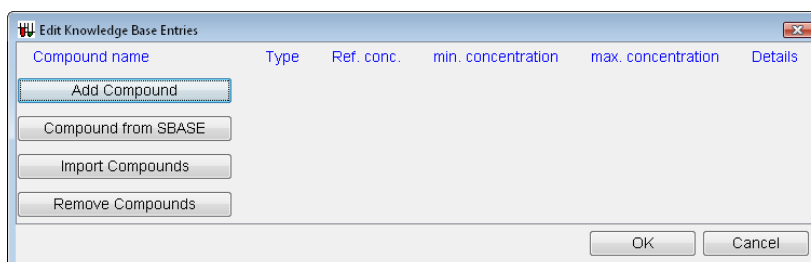 Edit Knowledge Base Entries
Compound name Type Ref. conc. min. concentration max. concentration Details
Add Compound
Compound from SBASE
Import Compounds
Remove Compounds
OK Cancel